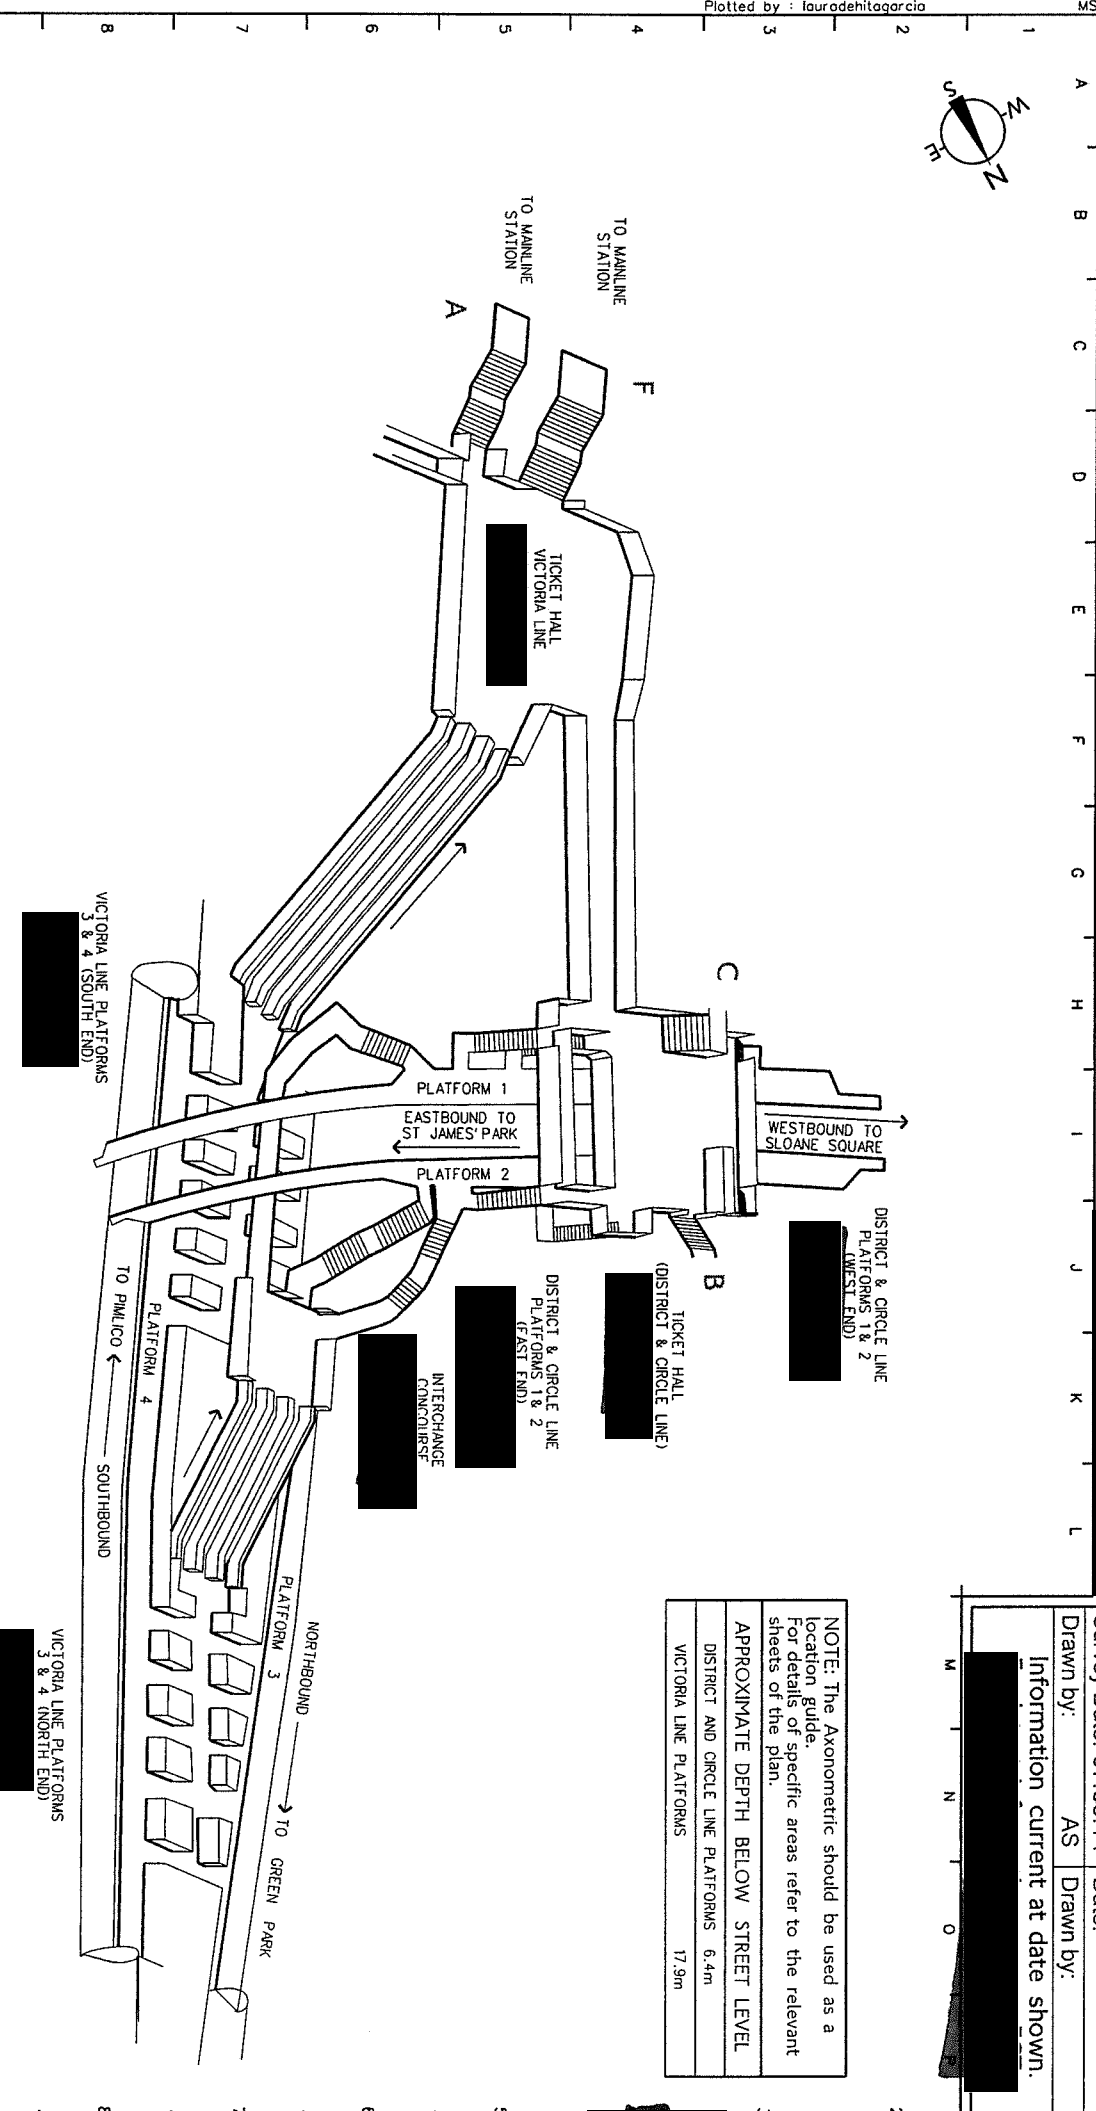 Plotted by : lauradehitagarcia
MS
8
7
6
5
4
3
2
1
A
B
C
D
E
F
G
H
I
J
K
L
M
N
O
P
N
E
S
W
TO MAINLINE
STATION
TO MAINLINE
STATION
A
F
TICKET HALL
VICTORIA LINE
C
B
PLATFORM 1
EASTBOUND TO
ST JAMES' PARK
PLATFORM 2
WESTBOUND TO
SLOANE SQUARE
DISTRICT & CIRCLE LINE
PLATFORMS 1 & 2
(WEST END)
TICKET HALL
(DISTRICT & CIRCLE LINE)
DISTRICT & CIRCLE LINE
PLATFORMS 1 & 2
(EAST END)
INTERCHANGE
CONCOURSE
VICTORIA LINE PLATFORMS
3 & 4 (SOUTH END)
TO PIMLICO
SOUTHBOUND
PLATFORM 4
PLATFORM 3
NORTHBOUND
TO GREEN PARK
VICTORIA LINE PLATFORMS
3 & 4 (NORTH END)
NOTE: The Axonometric should be used as a
location guide.
For details of specific areas refer to the relevant
sheets of the plan.
APPROXIMATE DEPTH BELOW STREET LEVEL
DISTRICT AND CIRCLE LINE PLATFORMS 6.4m
VICTORIA LINE PLATFORMS 17.9m
Drawn by: AS
Drawn by:
Information current at date shown.